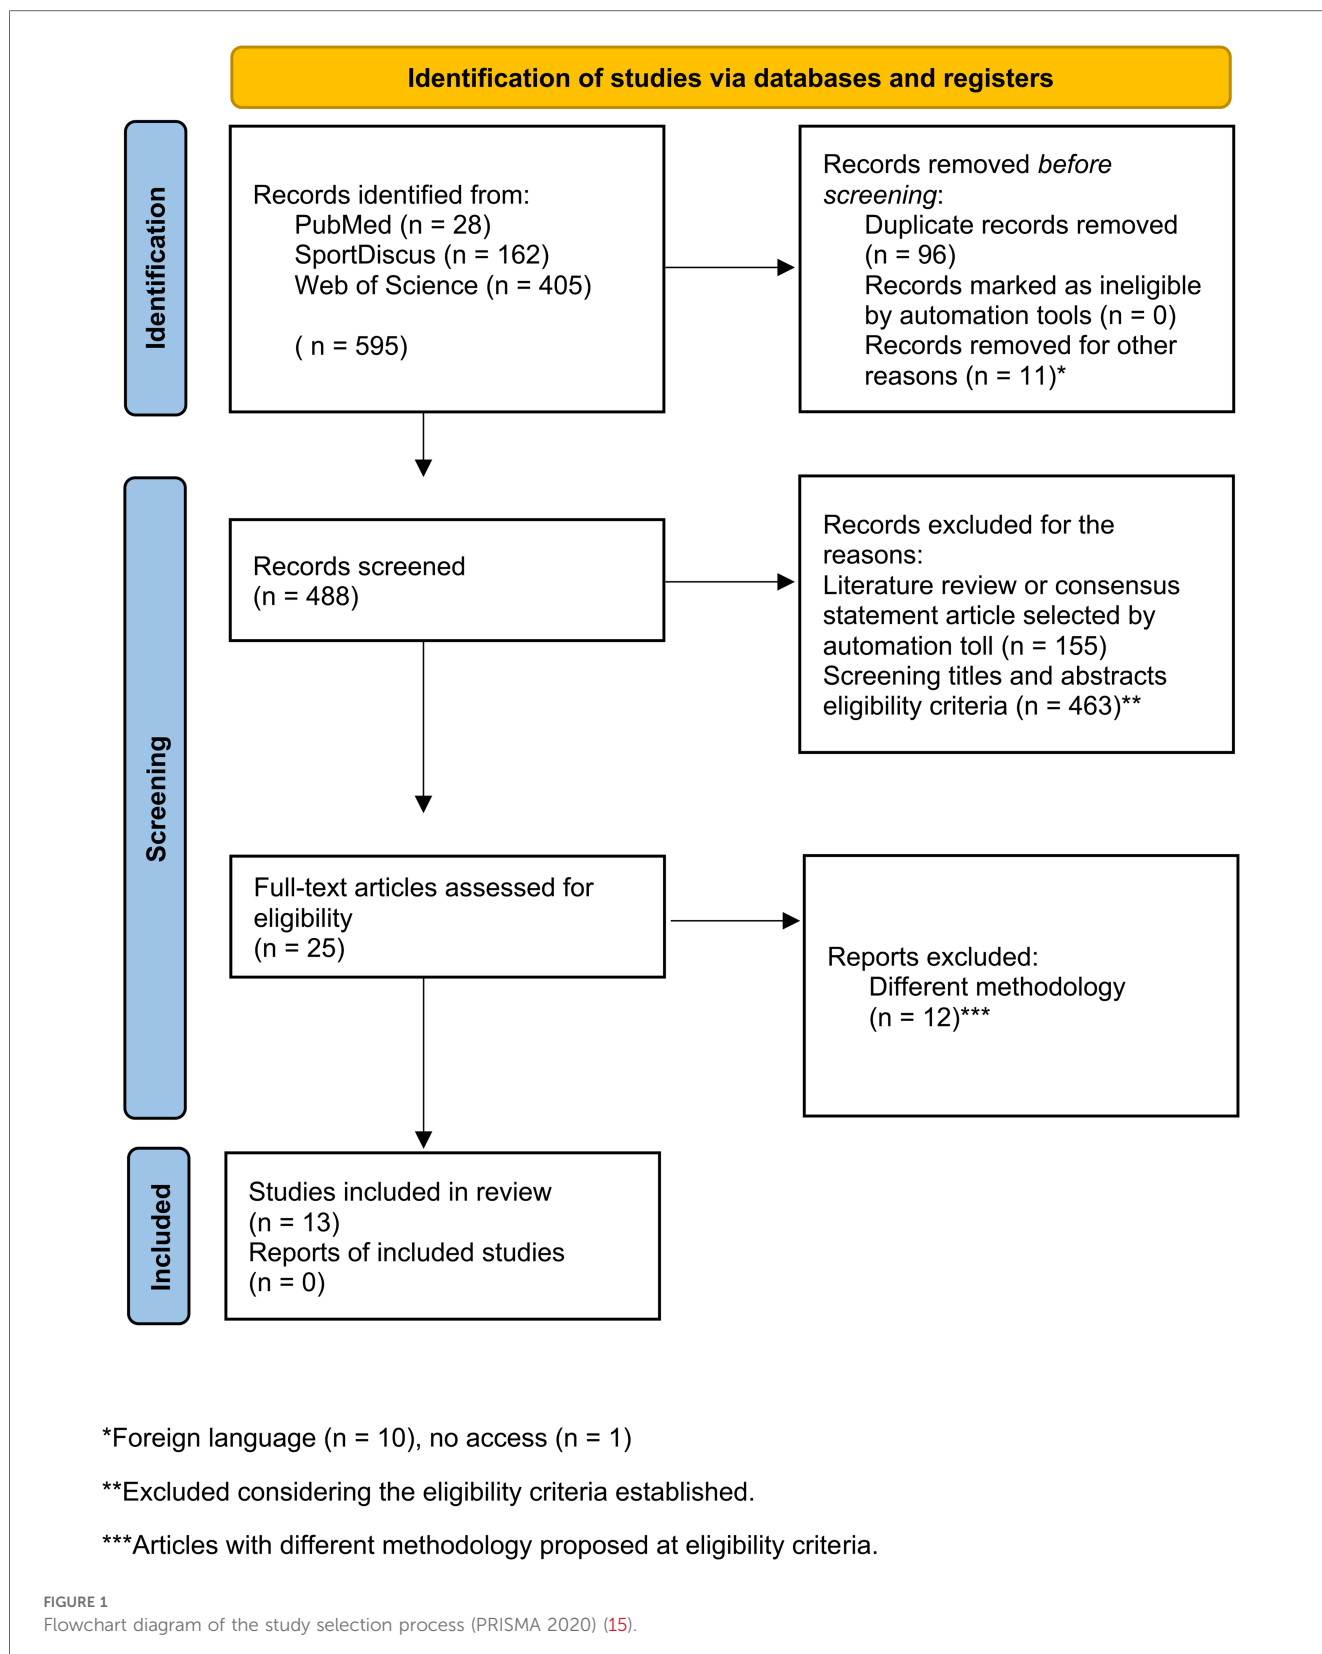 Identification of studies via databases and registers
Identification
Records identified from:
PubMed (n = 28)
SportDiscus (n = 162)
Web of Science (n = 405)
( n = 595)
Records removed before
screening:
Duplicate records removed
(n = 96)
Records marked as ineligible
by automation tools (n = 0)
Records removed for other
reasons (n = 11)*
Screening
Records screened
(n = 488)
Records excluded for the
reasons:
Literature review or consensus
statement article selected by
automation toll (n = 155)
Screening titles and abstracts
eligibility criteria (n = 463)**
Full-text articles assessed for
eligibility
(n = 25)
Reports excluded:
Different methodology
(n = 12)***
Included
Studies included in review
(n = 13)
Reports of included studies
(n = 0)
*Foreign language (n = 10), no access (n = 1)
**Excluded considering the eligibility criteria established.
***Articles with different methodology proposed at eligibility criteria.
FIGURE 1
Flowchart diagram of the study selection process (PRISMA 2020) (15).